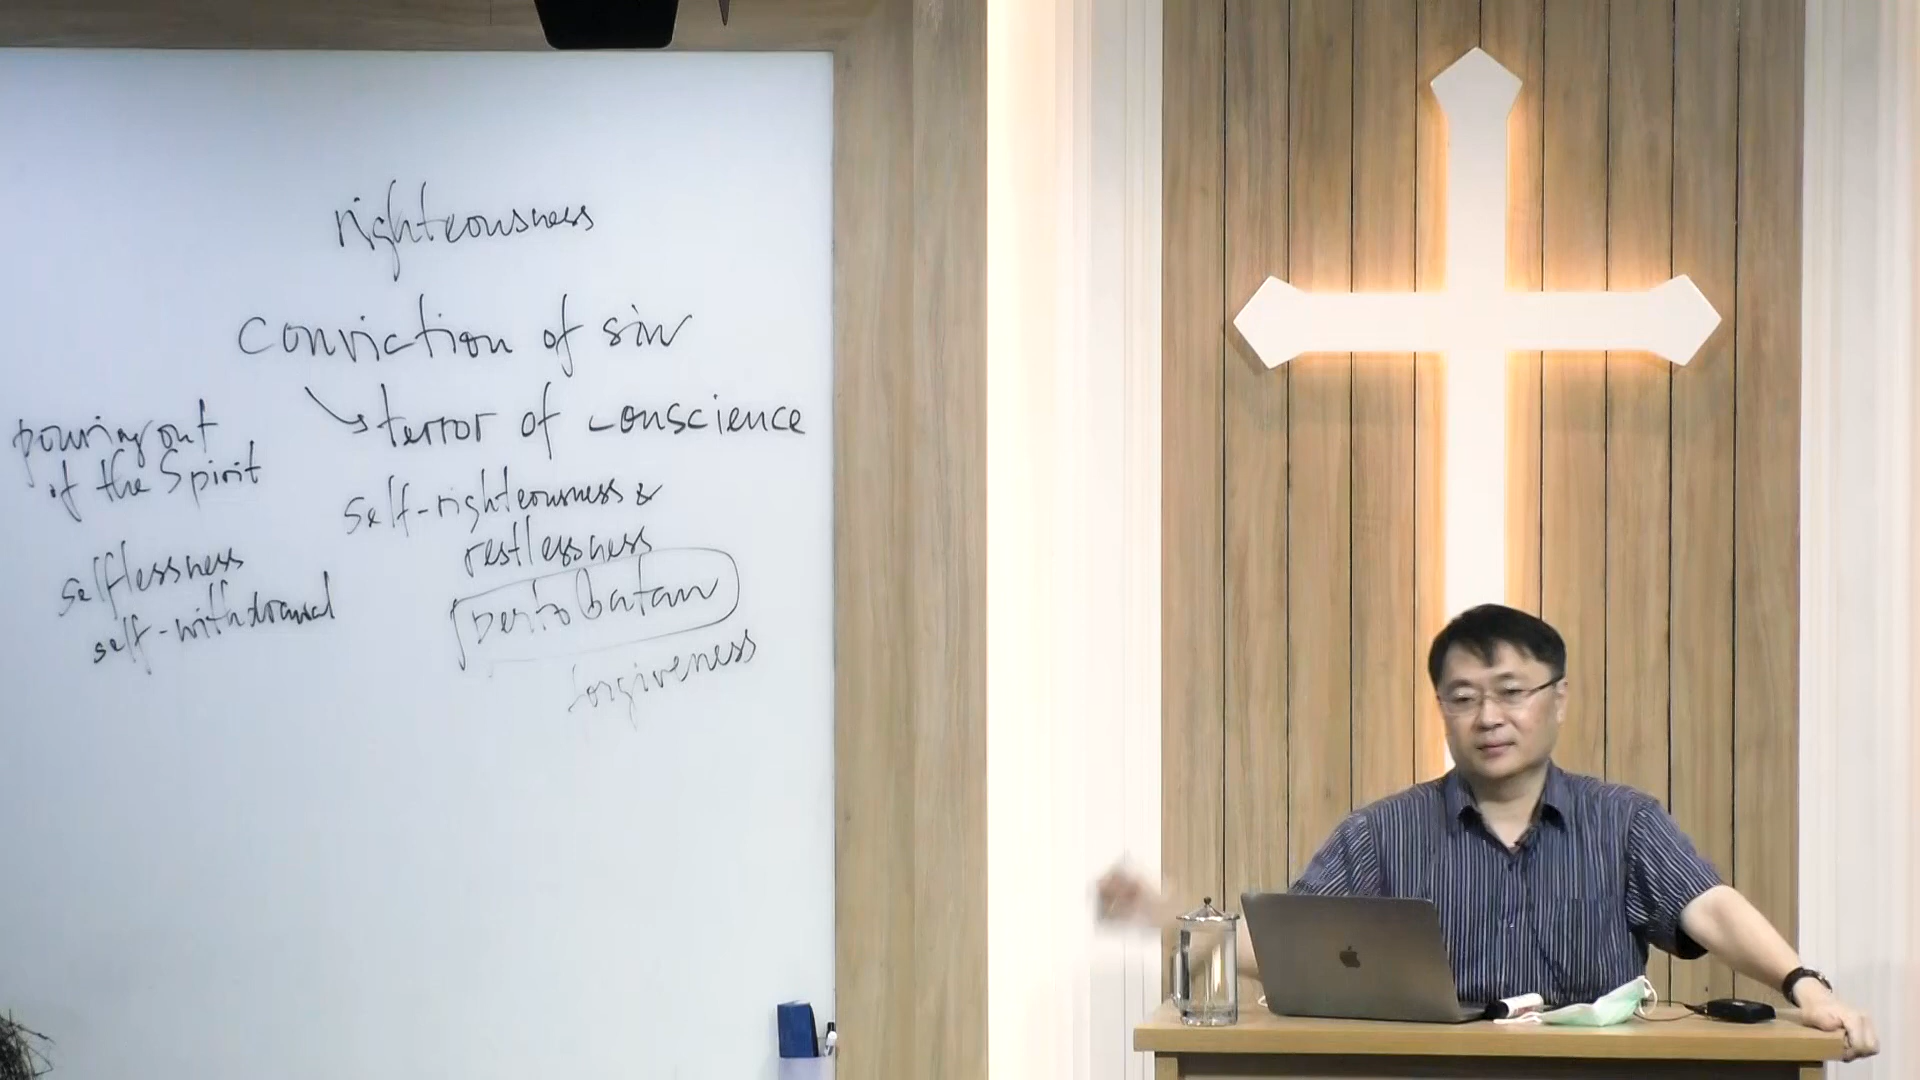 righteousness
conviction of sin
terror of conscience
pouring out
of the Spirit
self-righteousness &
restlessness
selflessness
self-withdrawal
pertobatan
forgiveness